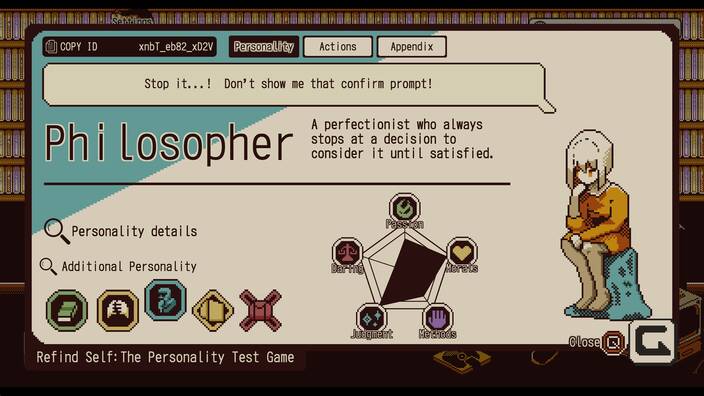 COPY ID xnbT_eb82_xD2V Personality Actions Appendix
Stop it...! Don't show me that confirm prompt!
Philosopher
A perfectionist who always
stops at a decision to
consider it until satisfied.
Personality details
Additional Personality
Passion
Daring
Morals
Judgment
Methods
Close
Refind Self: The Personality Test Game